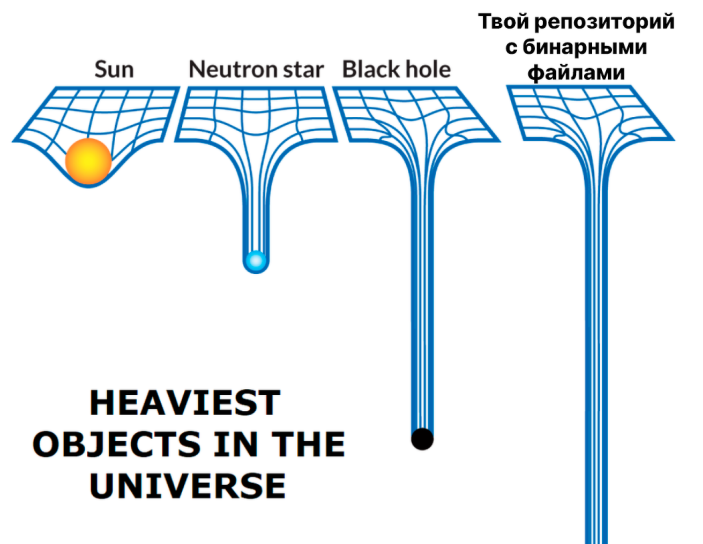 Sun
Neutron star
Black hole
Твой репозиторий
с бинарными
файлами
HEAVIEST
OBJECTS IN THE
UNIVERSE